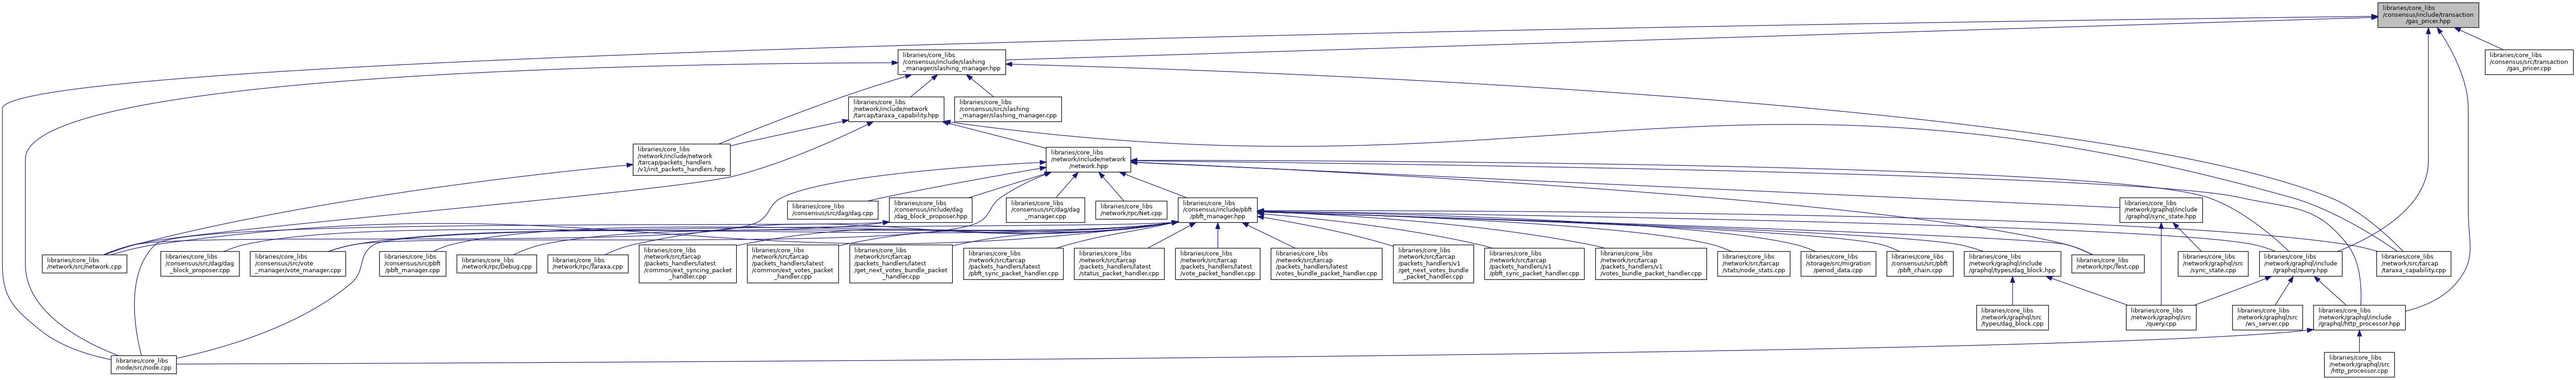 libraries/core_libs
/consensus/include/transaction
/gas_pricer.hpp
libraries/core_libs
/consensus/include/slashing
_manager/slashing_manager.hpp
libraries/core_libs
/consensus/src/transaction
/gas_pricer.cpp
libraries/core_libs
/network/include/network
/tarcap/taraxa_capability.hpp
libraries/core_libs
/consensus/src/slashing
_manager/slashing_manager.cpp
libraries/core_libs
/network/include/network
/tarcap/packets_handlers
/v1/init_packets_handlers.hpp
libraries/core_libs
/network/include/network
/network.hpp
libraries/core_libs
/consensus/src/dag/dag.cpp
libraries/core_libs
/consensus/include/dag
/dag_block_proposer.hpp
libraries/core_libs
/consensus/src/dag/dag
_manager.cpp
libraries/core_libs
/network/rpc/Net.cpp
libraries/core_libs
/consensus/include/pbft
/pbft_manager.hpp
libraries/core_libs
/network/graphql/include
/graphql/sync_state.hpp
libraries/core_libs
/network/src/network.cpp
libraries/core_libs
/consensus/src/dag/dag
_block_proposer.cpp
libraries/core_libs
/consensus/src/vote
_manager/vote_manager.cpp
libraries/core_libs
/consensus/src/pbft
/pbft_manager.cpp
libraries/core_libs
/network/rpc/Debug.cpp
libraries/core_libs
/network/rpc/Taraxa.cpp
libraries/core_libs
/network/src/tarcap
/packets_handlers/latest
/common/ext_syncing_packet
_handler.cpp
libraries/core_libs
/network/src/tarcap
/packets_handlers/latest
/common/ext_votes_packet
_handler.cpp
libraries/core_libs
/network/src/tarcap
/packets_handlers/latest
/get_next_votes_bundle_packet
_handler.cpp
libraries/core_libs
/network/src/tarcap
/packets_handlers/latest
/pbft_sync_packet_handler.cpp
libraries/core_libs
/network/src/tarcap
/packets_handlers/latest
/status_packet_handler.cpp
libraries/core_libs
/network/src/tarcap
/packets_handlers/latest
/vote_packet_handler.cpp
libraries/core_libs
/network/src/tarcap
/packets_handlers/latest
/votes_bundle_packet_handler.cpp
libraries/core_libs
/network/src/tarcap
/packets_handlers/v1
/get_next_votes_bundle
_packet_handler.cpp
libraries/core_libs
/network/src/tarcap
/packets_handlers/v1
/pbft_sync_packet_handler.cpp
libraries/core_libs
/network/src/tarcap
/packets_handlers/v1
/votes_bundle_packet_handler.cpp
libraries/core_libs
/network/src/tarcap
/stats/node_stats.cpp
libraries/core_libs
/storage/src/migration
/period_data.cpp
libraries/core_libs
/consensus/src/pbft
/pbft_chain.cpp
libraries/core_libs
/network/graphql/include
/graphql/types/dag_block.hpp
libraries/core_libs
/network/rpc/Test.cpp
libraries/core_libs
/network/graphql/src
/sync_state.cpp
libraries/core_libs
/network/graphql/include
/graphql/query.hpp
libraries/core_libs
/network/src/tarcap
/taraxa_capability.cpp
libraries/core_libs
/network/graphql/src
/types/dag_block.cpp
libraries/core_libs
/network/graphql/src
/query.cpp
libraries/core_libs
/network/graphql/src
/ws_server.cpp
libraries/core_libs
/network/graphql/include
/graphql/http_processor.hpp
libraries/core_libs
/node/src/node.cpp
libraries/core_libs
/network/graphql/src
/http_processor.cpp